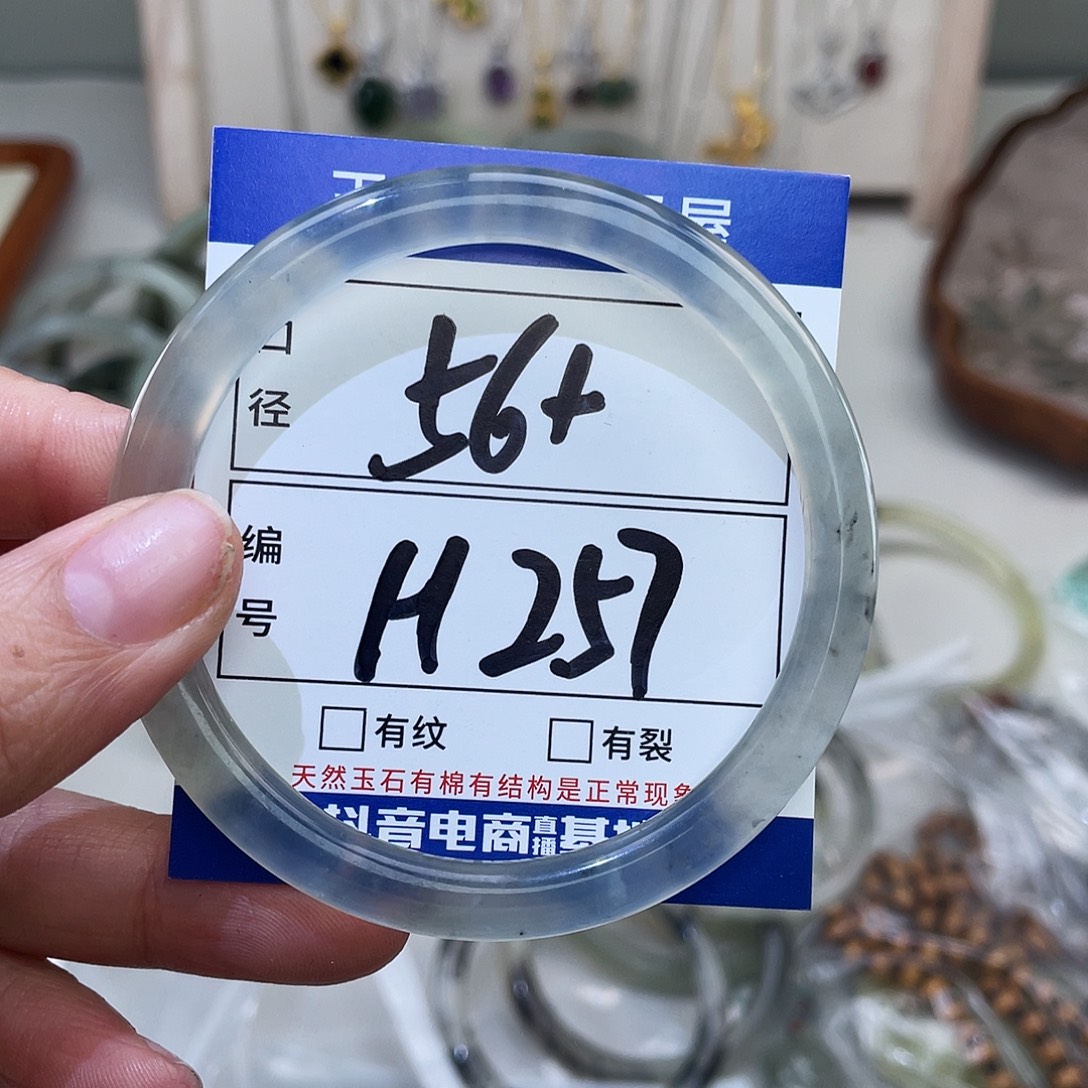 口径 56+
编号 H257
□有纹 □有裂
天然玉石有棉有结构是正常现象
抖音电商直播基地